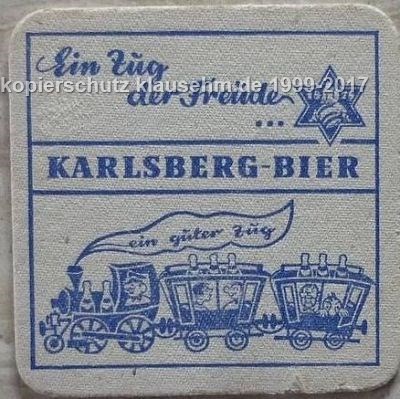 Ein Zug
kopierschutz klausehm.de 1999-2017
der Freude
...
KARLSBERG-BIER
ein guter Zug